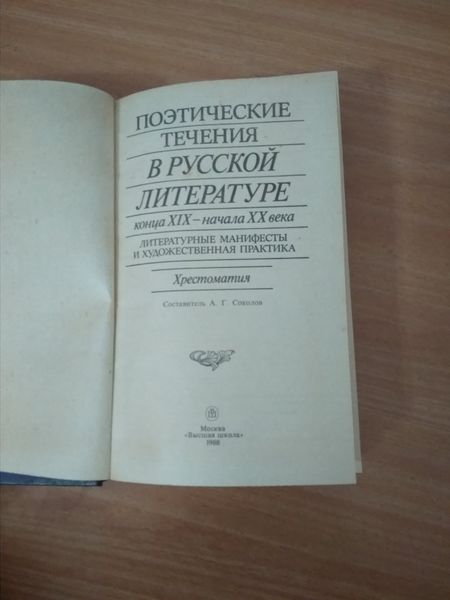 ПОЭТИЧЕСКИЕ
ТЕЧЕНИЯ
В РУССКОЙ
ЛИТЕРАТУРЕ
конца XIX – начала XX века
ЛИТЕРАТУРНЫЕ МАНИФЕСТЫ
И ХУДОЖЕСТВЕННАЯ ПРАКТИКА
Хрестоматия
Составитель А. Г. Соколов
Москва
«Высшая школа»
1988